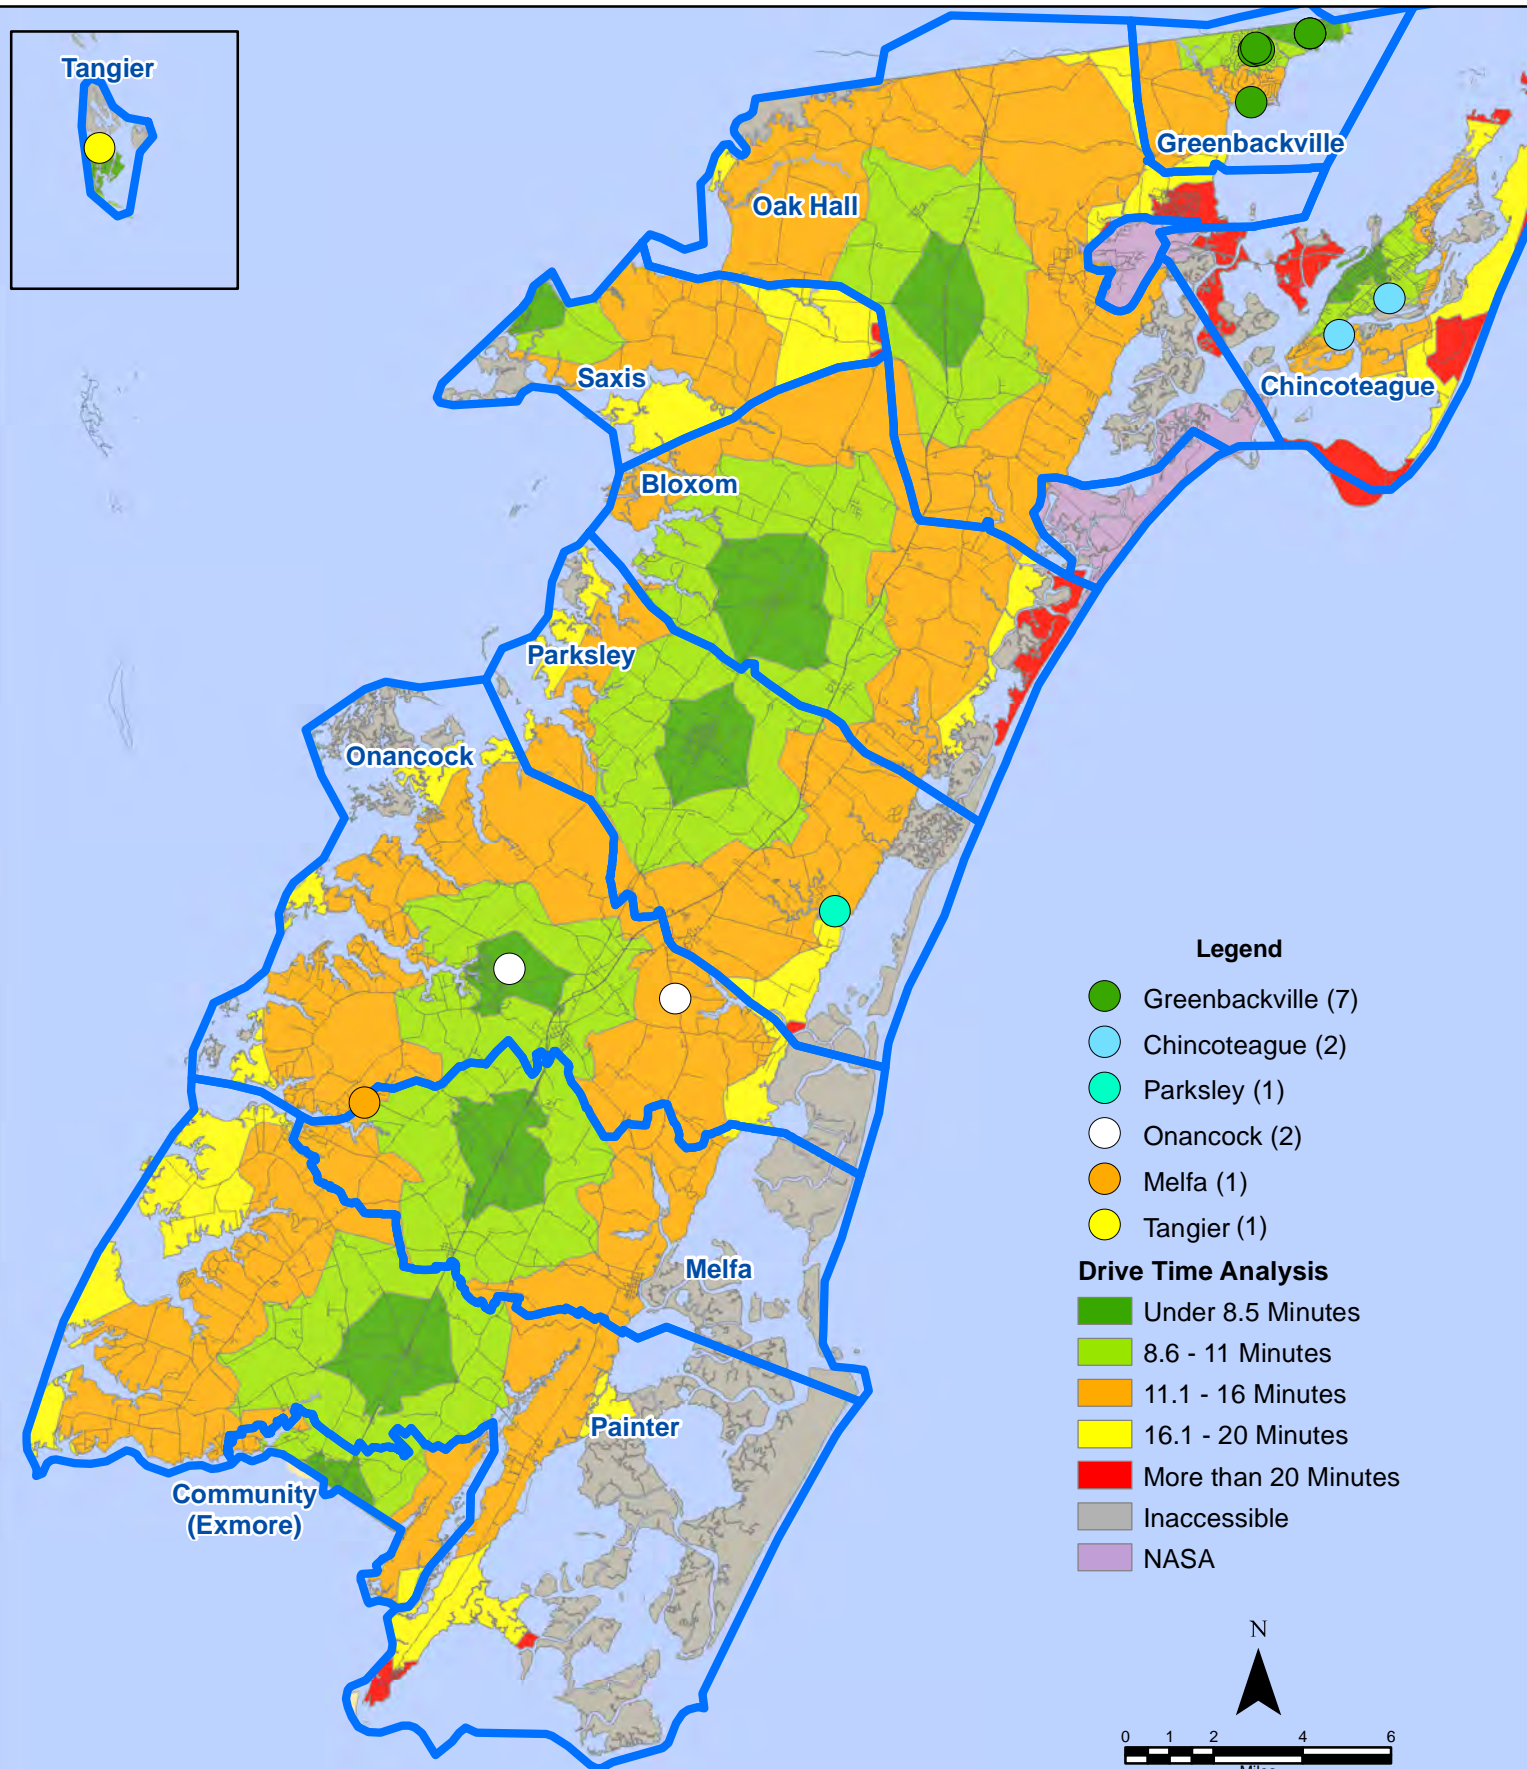 Tangier
Greenbackville
Oak Hall
Saxis
Chincoteague
Bloxom
Parksley
Onancock
Melfa
Painter
Community
(Exmore)
Legend
Greenbackville (7)
Chincoteague (2)
Parksley (1)
Onancock (2)
Melfa (1)
Tangier (1)
Drive Time Analysis
Under 8.5 Minutes
8.6 - 11 Minutes
11.1 - 16 Minutes
16.1 - 20 Minutes
More than 20 Minutes
Inaccessible
NASA
N
0 1 2 4 6
Miles